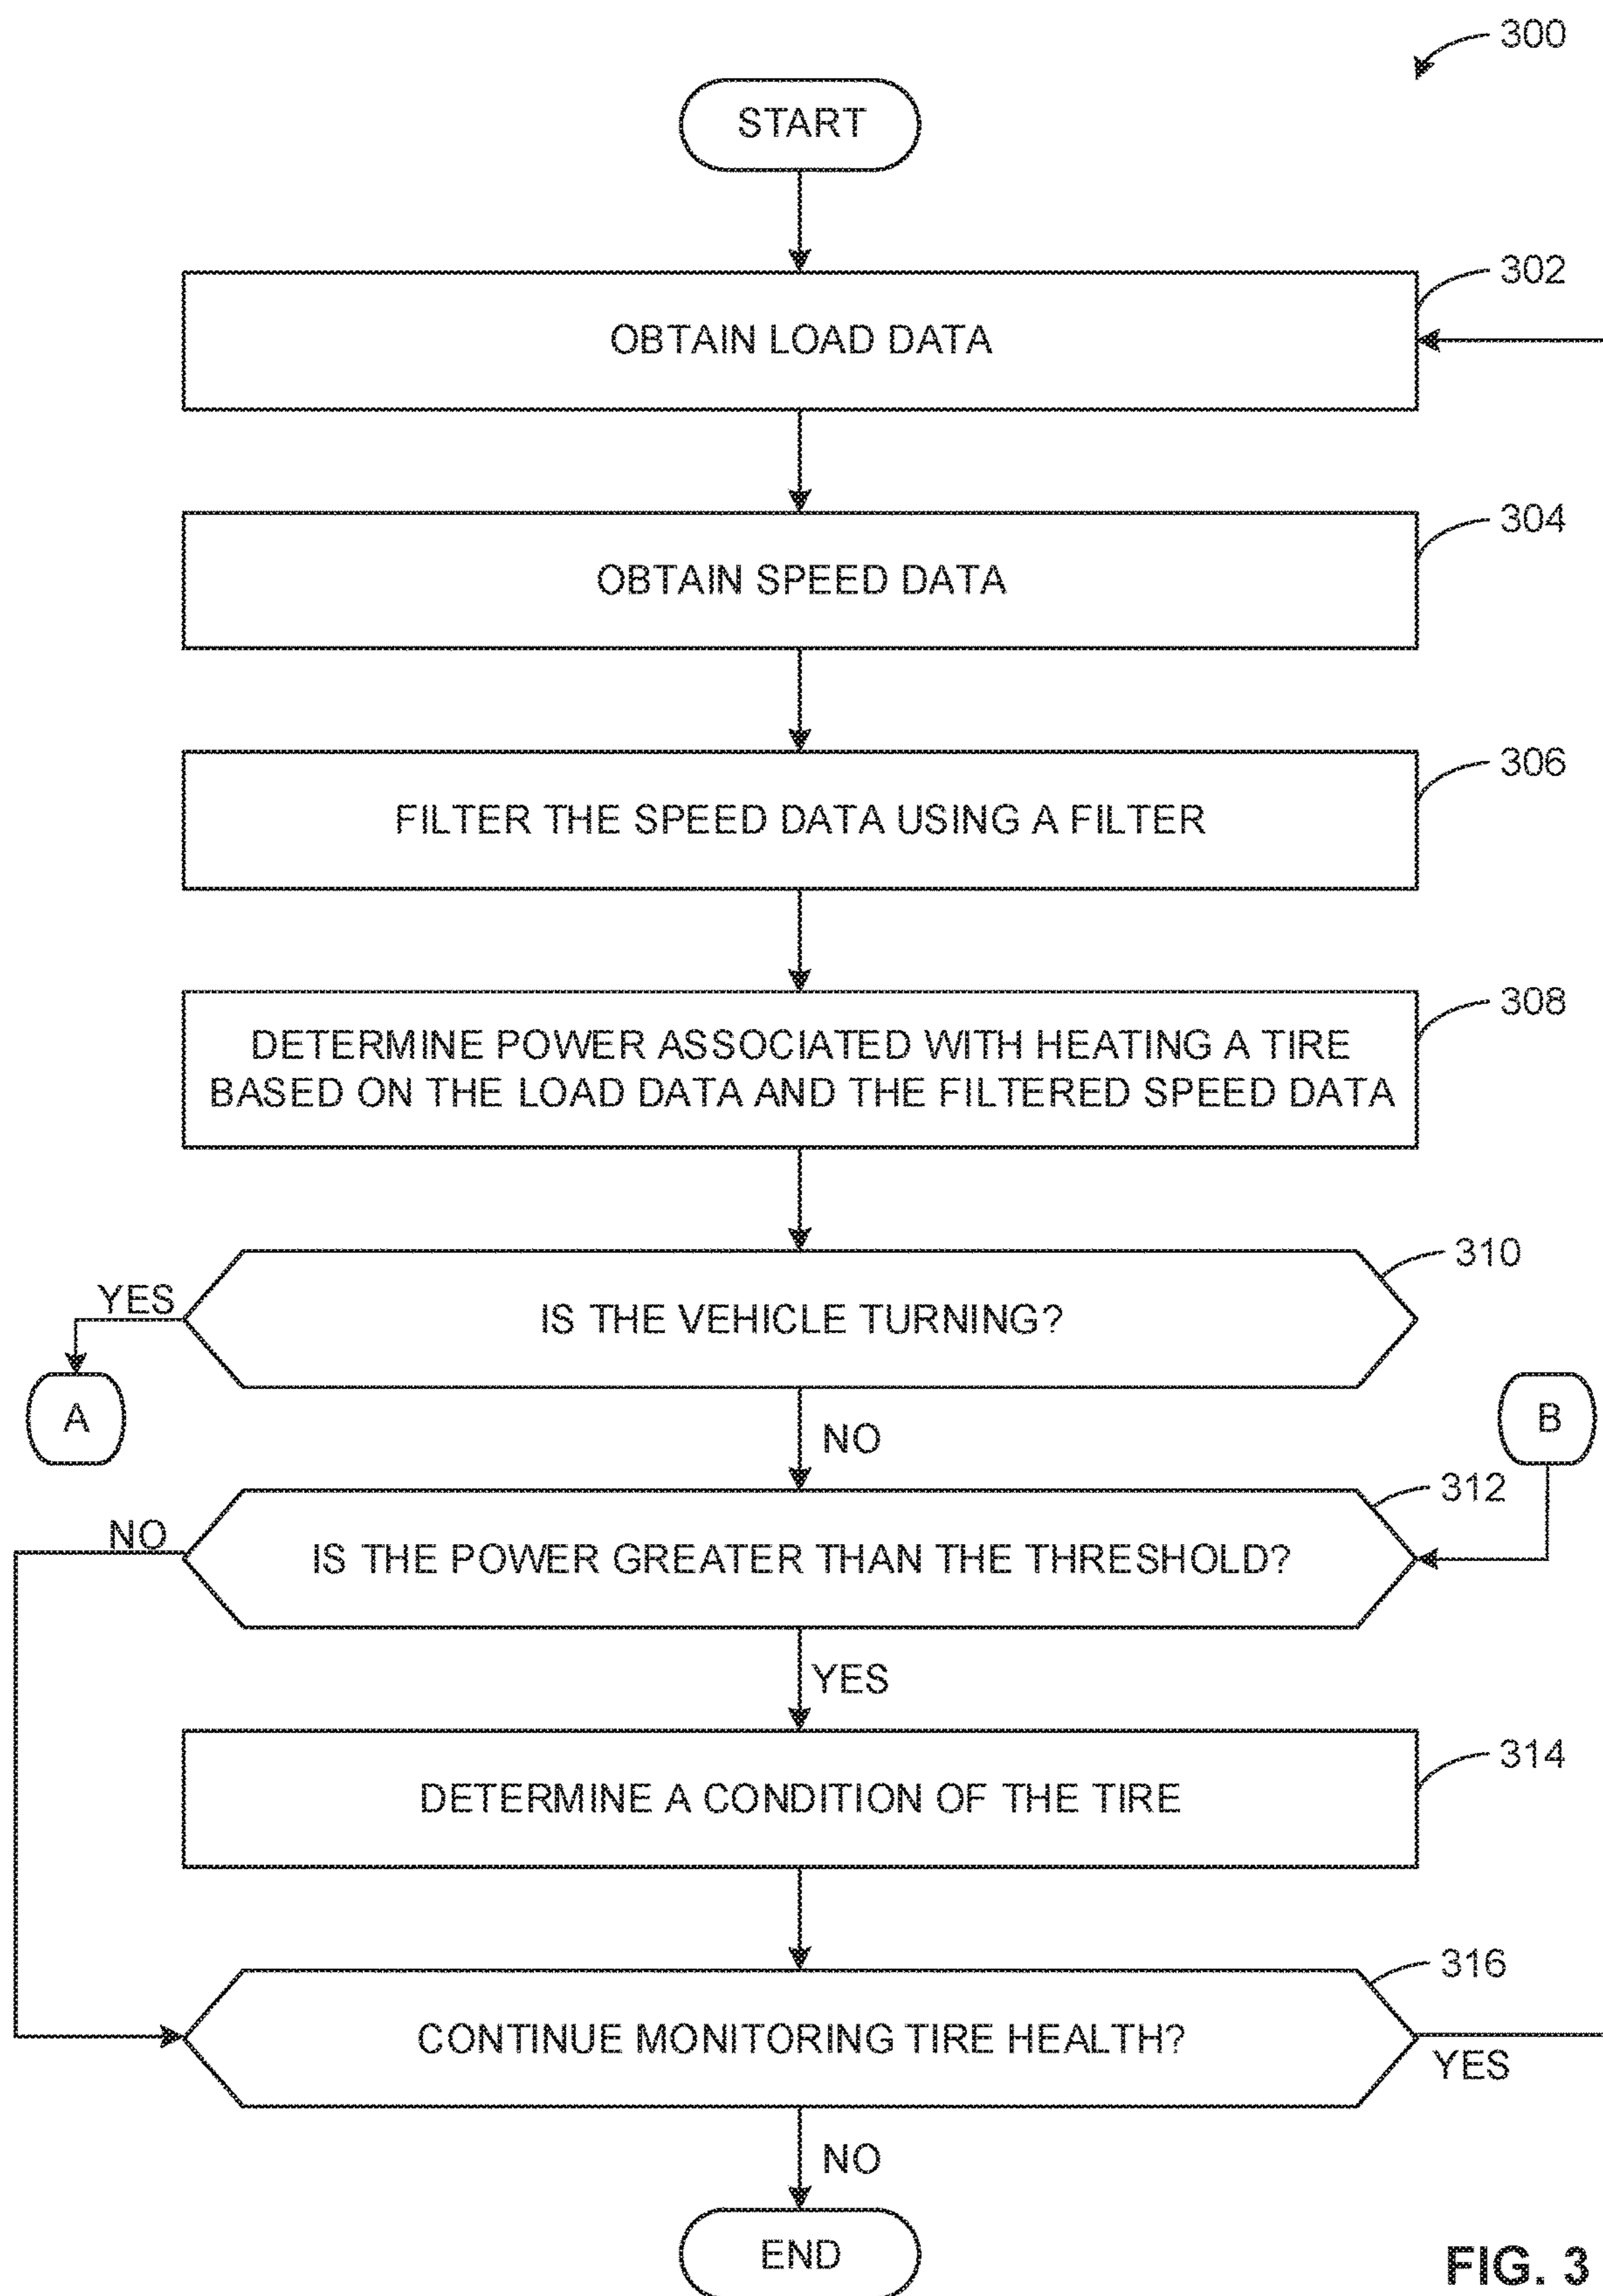 300
START
302
OBTAIN LOAD DATA
304
OBTAIN SPEED DATA
306
FILTER THE SPEED DATA USING A FILTER
308
DETERMINE POWER ASSOCIATED WITH HEATING A TIRE
BASED ON THE LOAD DATA AND THE FILTERED SPEED DATA
310
YES
IS THE VEHICLE TURNING?
A
B
NO
312
NO
IS THE POWER GREATER THAN THE THRESHOLD?
YES
314
DETERMINE A CONDITION OF THE TIRE
316
CONTINUE MONITORING TIRE HEALTH?
YES
NO
END
FIG. 3